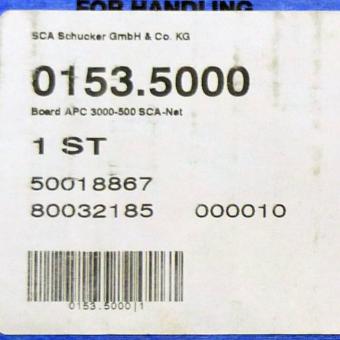 FOR HANDLING
SCA Schucker GmbH & Co. KG
0153.5000
Board APC 3000-500 SCA-Net
1 ST
50018867
80032185 000010
0153.5000|1